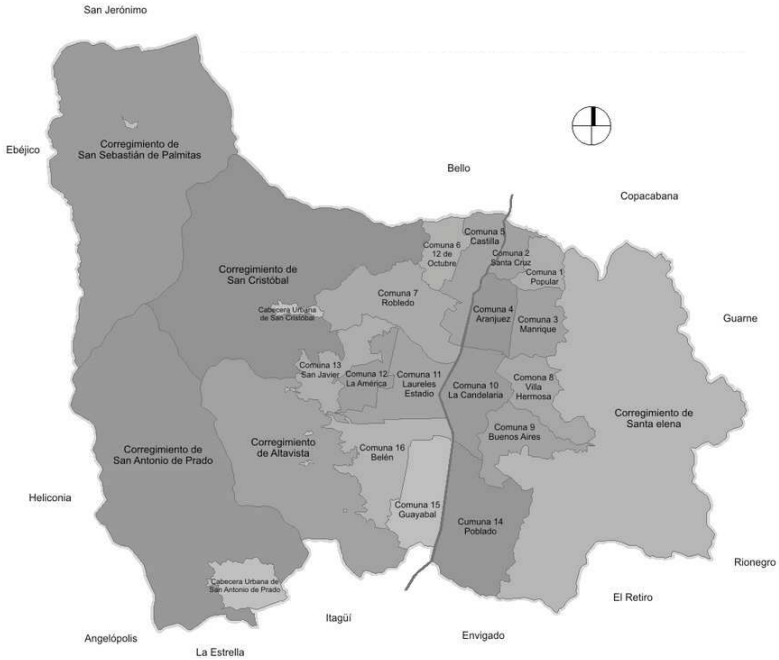 San Jerónimo
Ebéjico
Corregimiento de
San Sebastián de Palmitas
Bello
Copacabana
Comuna 5
Castilla
Comuna 6
12 de
Octubre
Comuna 2
Santa Cruz
Comuna 1
Popular
Corregimiento de
San Cristóbal
Comuna 7
Robledo
Cabecera Urbana
de San Cristóbal
Comuna 4
Aranjuez
Comuna 3
Manrique
Guarne
Comuna 13
San Javier
Comuna 12
La América
Comuna 11
Laureles
Estadio
Comuna 10
La Candelaria
Comuna 8
Villa
Hermosa
Corregimiento de
Santa elena
Comuna 9
Buenos Aires
Corregimiento de
San Antonio de Prado
Corregimiento
de Altavista
Comuna 16
Belén
Heliconia
Comuna 15
Guayabal
Cumuna 14
Poblado
Rionegro
Cabecera Urbana de
San Antonio de Prado
El Retiro
Itagüí
Envigado
Angelópolis
La Estrella